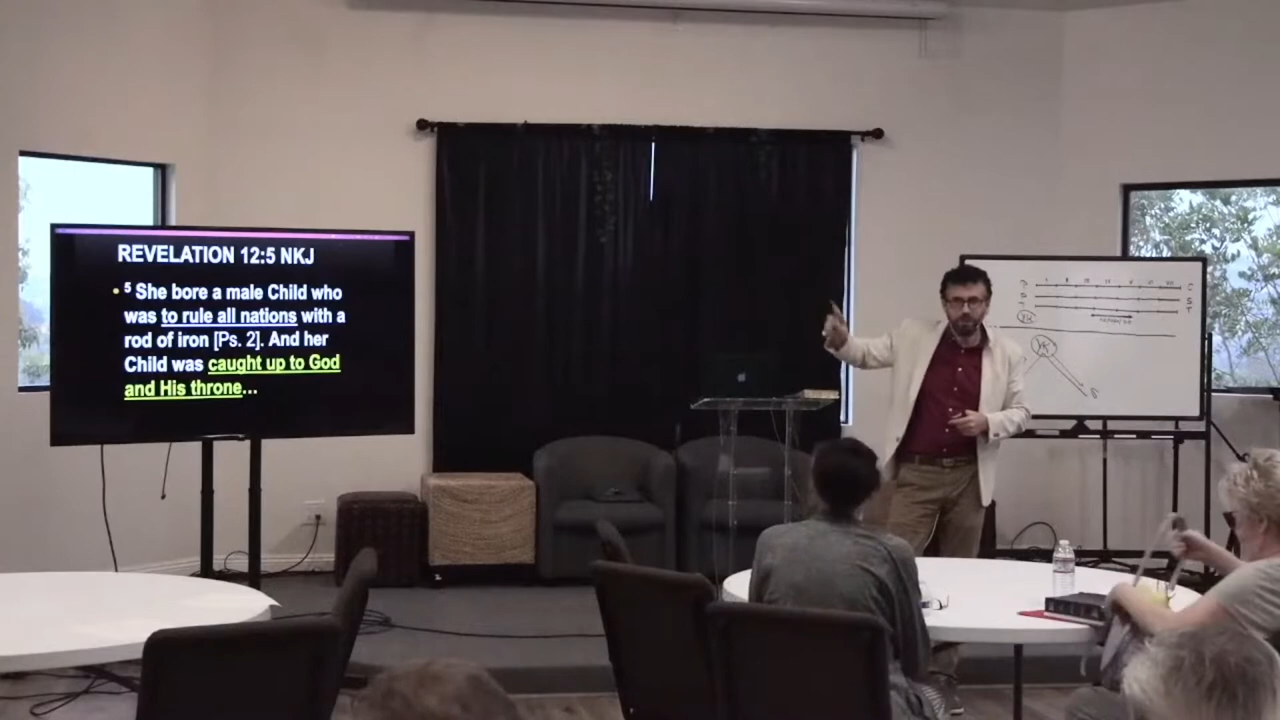 REVELATION 12:5 NKJ
• ⁵ She bore a male Child who
was to rule all nations with a
rod of iron [Ps. 2]. And her
Child was caught up to God
and His throne…